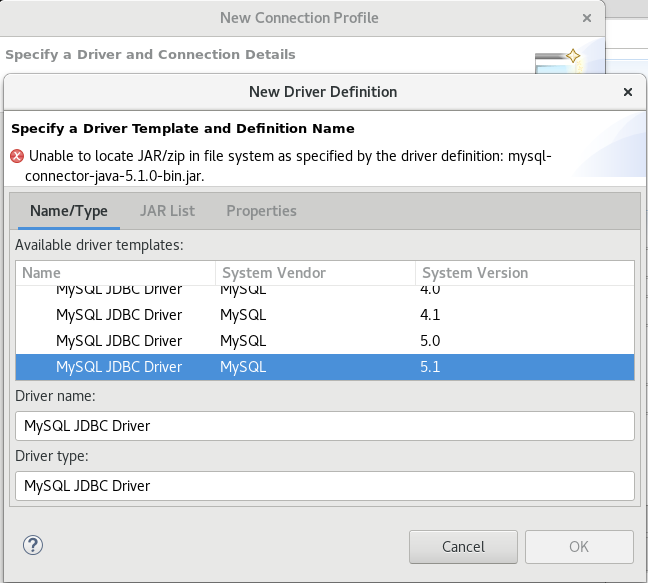 New Connection Profile
Specify a Driver and Connection Details
New Driver Definition
Specify a Driver Template and Definition Name
Unable to locate JAR/zip in file system as specified by the driver definition: mysql-
connector-java-5.1.0-bin.jar.
Name/Type JAR List Properties
Available driver templates:
Name System Vendor System Version
MySQL JDBC Driver MySQL 4.0
MySQL JDBC Driver MySQL 4.1
MySQL JDBC Driver MySQL 5.0
MySQL JDBC Driver MySQL 5.1
Driver name:
MySQL JDBC Driver
Driver type:
MySQL JDBC Driver
? Cancel OK